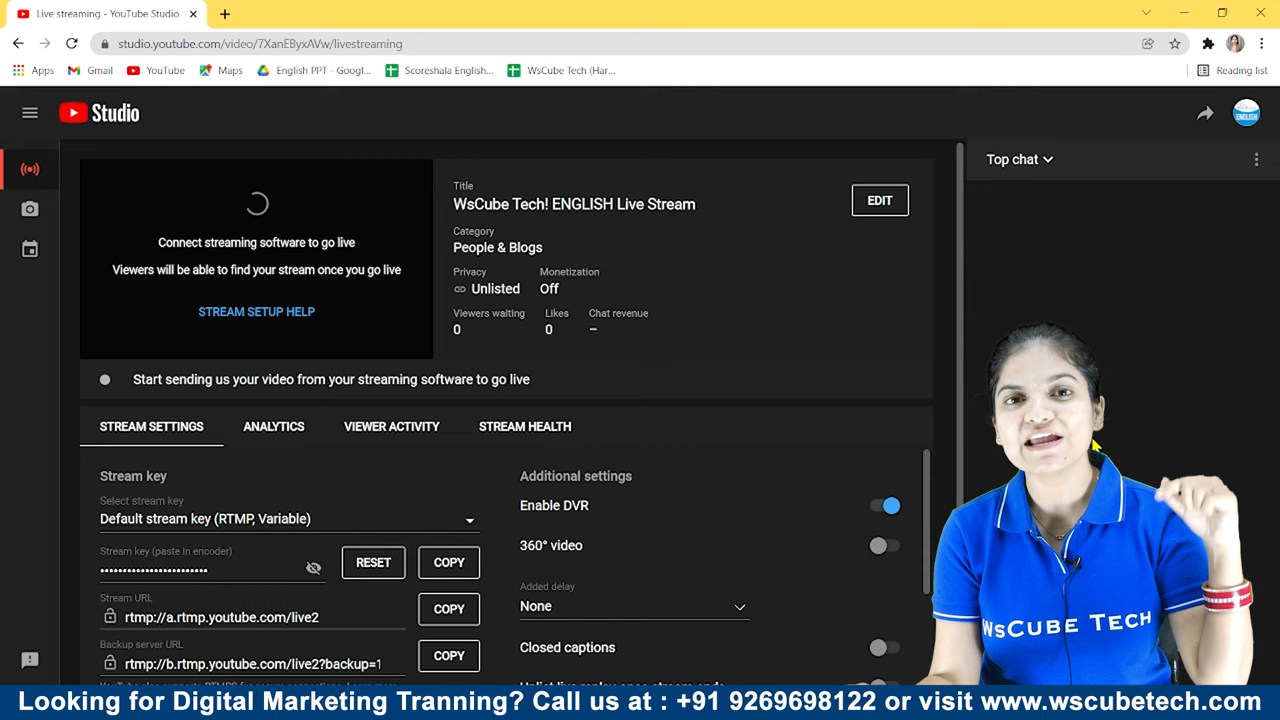 Live streaming - YouTube Studio
studio.youtube.com/video/7XanEByxAVw/livestreaming
Apps
Gmail
YouTube
Maps
English PPT - Googl...
Scoreshala English...
WsCube Tech (Har...
Reading list
Studio
ENGLISH
Top chat
Connect streaming software to go live
Viewers will be able to find your stream once you go live
STREAM SETUP HELP
Title
WsCube Tech! ENGLISH Live Stream
EDIT
Category
People & Blogs
Privacy
Monetization
Unlisted
Off
Viewers waiting
Likes
Chat revenue
0
0
–
Start sending us your video from your streaming software to go live
STREAM SETTINGS
ANALYTICS
VIEWER ACTIVITY
STREAM HEALTH
Stream key
Select stream key
Default stream key (RTMP, Variable)
Stream key (paste in encoder)
••••••••••••••••••••••••
RESET
COPY
Stream URL
rtmp://a.rtmp.youtube.com/live2
COPY
Backup server URL
rtmp://b.rtmp.youtube.com/live2?backup=1
COPY
Additional settings
Enable DVR
360° video
Added delay
None
Closed captions
WsCUBE TECH
Looking for Digital Marketing Tranning? Call us at : +91 9269698122 or visit www.wscubetech.com